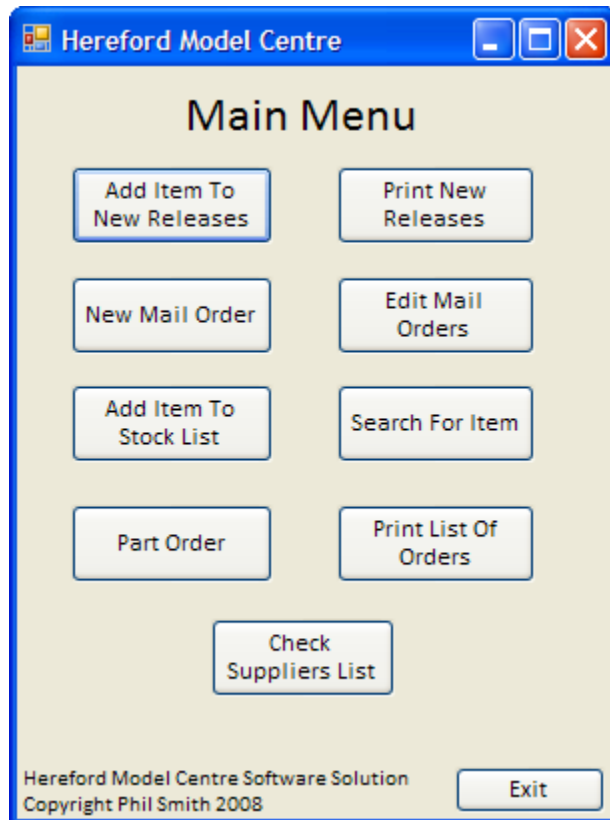 Hereford Model Centre
Main Menu
Add Item To
New Releases
Print New
Releases
New Mail Order
Edit Mail
Orders
Add Item To
Stock List
Search For Item
Part Order
Print List Of
Orders
Check
Suppliers List
Hereford Model Centre Software Solution
Copyright Phil Smith 2008
Exit